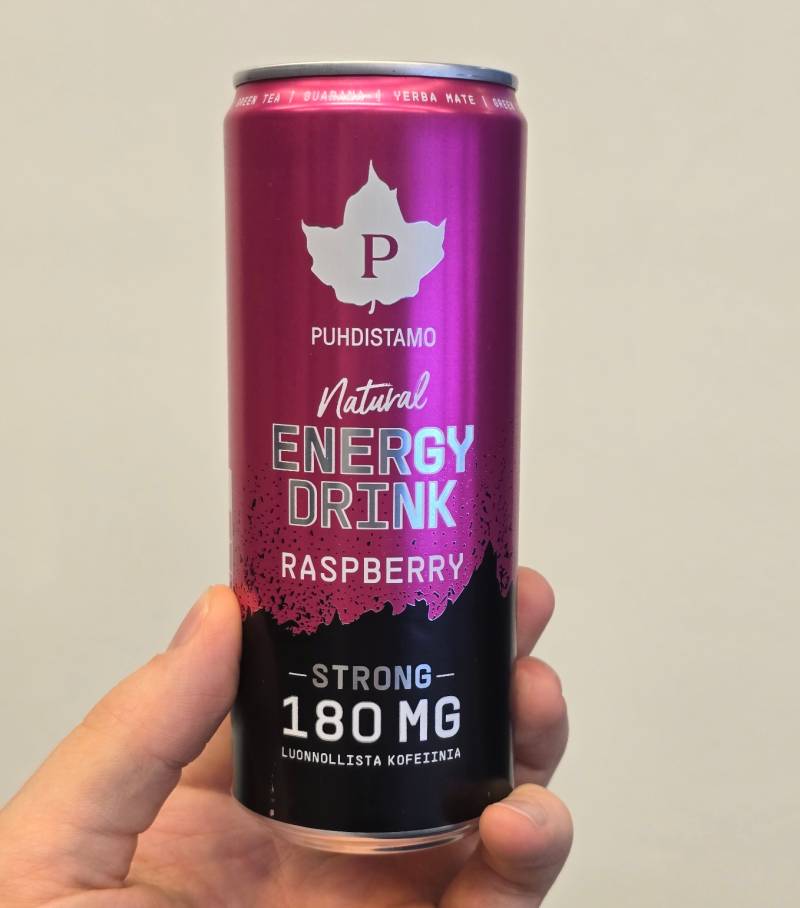 GREEN TEA | GUARANA | YERBA MATE | GREEN
P
PUHDISTAMO
Natural
ENERGY
DRINK
RASPBERRY
STRONG
180 MG
LUONNOLLISTA KOFEIINIA